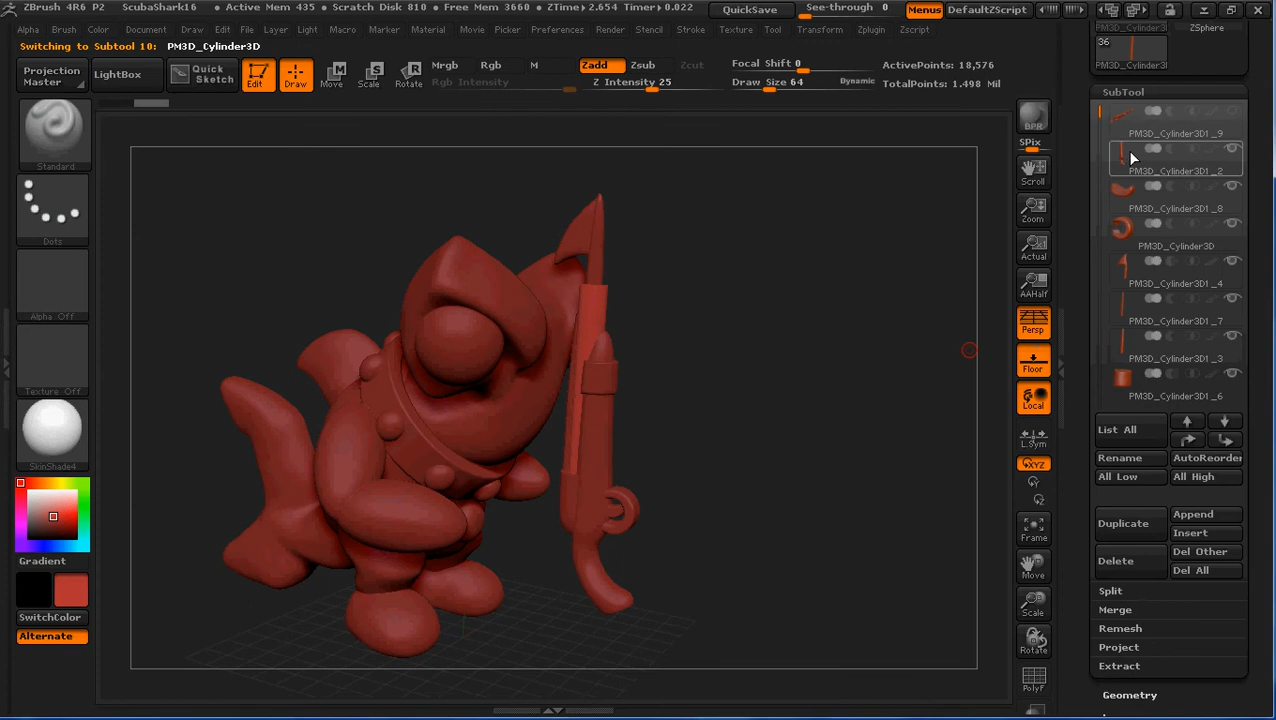 ZBrush 4R6 P2 ScubaShark16 • Active Mem 435 • Scratch Disk 810 • Free Mem 3660 • ZTime▸2.654 Timer▸0.022 QuickSave See-through 0 Menus DefaultZScript
Alpha Brush Color Document Draw Edit File Layer Light Macro Marker Material Movie Picker Preferences Render Stencil Stroke Texture Tool Transform Zplugin Zscript
Switching to Subtool 10: PM3D_Cylinder3D
Projection Master
LightBox
Quick Sketch
Edit
Draw
Move
Scale
Rotate
Mrgb Rgb M
Rgb Intensity
Zadd Zsub Zcut
Z Intensity 25
Focal Shift 0
Draw Size 64 Dynamic
ActivePoints: 18,576
TotalPoints: 1.498 Mil
Standard
Dots
Alpha Off
Texture Off
SkinShade4
Gradient
SwitchColor
Alternate
BPR
SPix
Scroll
Zoom
Actual
AAHalf
Persp
Floor
Local
L.Sym
XYZ
Frame
Move
Scale
Rotate
PolyF
PM3D_Cylinder3D ZSphere
36
PM3D_Cylinder3D
SubTool
PM3D_Cylinder3D1_9
PM3D_Cylinder3D1_2
PM3D_Cylinder3D1_8
PM3D_Cylinder3D
PM3D_Cylinder3D1_4
PM3D_Cylinder3D1_7
PM3D_Cylinder3D1_3
PM3D_Cylinder3D1_6
List All
Rename AutoReorder
All Low All High
Duplicate
Append
Insert
Delete
Del Other
Del All
Split
Merge
Remesh
Project
Extract
Geometry